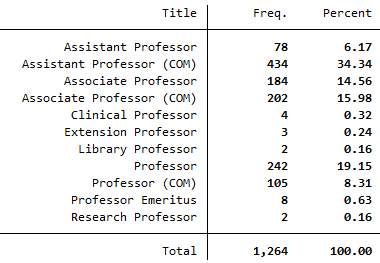 Title Freq. Percent
Assistant Professor 78 6.17
Assistant Professor (COM) 434 34.34
Associate Professor 184 14.56
Associate Professor (COM) 202 15.98
Clinical Professor 4 0.32
Extension Professor 3 0.24
Library Professor 2 0.16
Professor 242 19.15
Professor (COM) 105 8.31
Professor Emeritus 8 0.63
Research Professor 2 0.16
Total 1,264 100.00